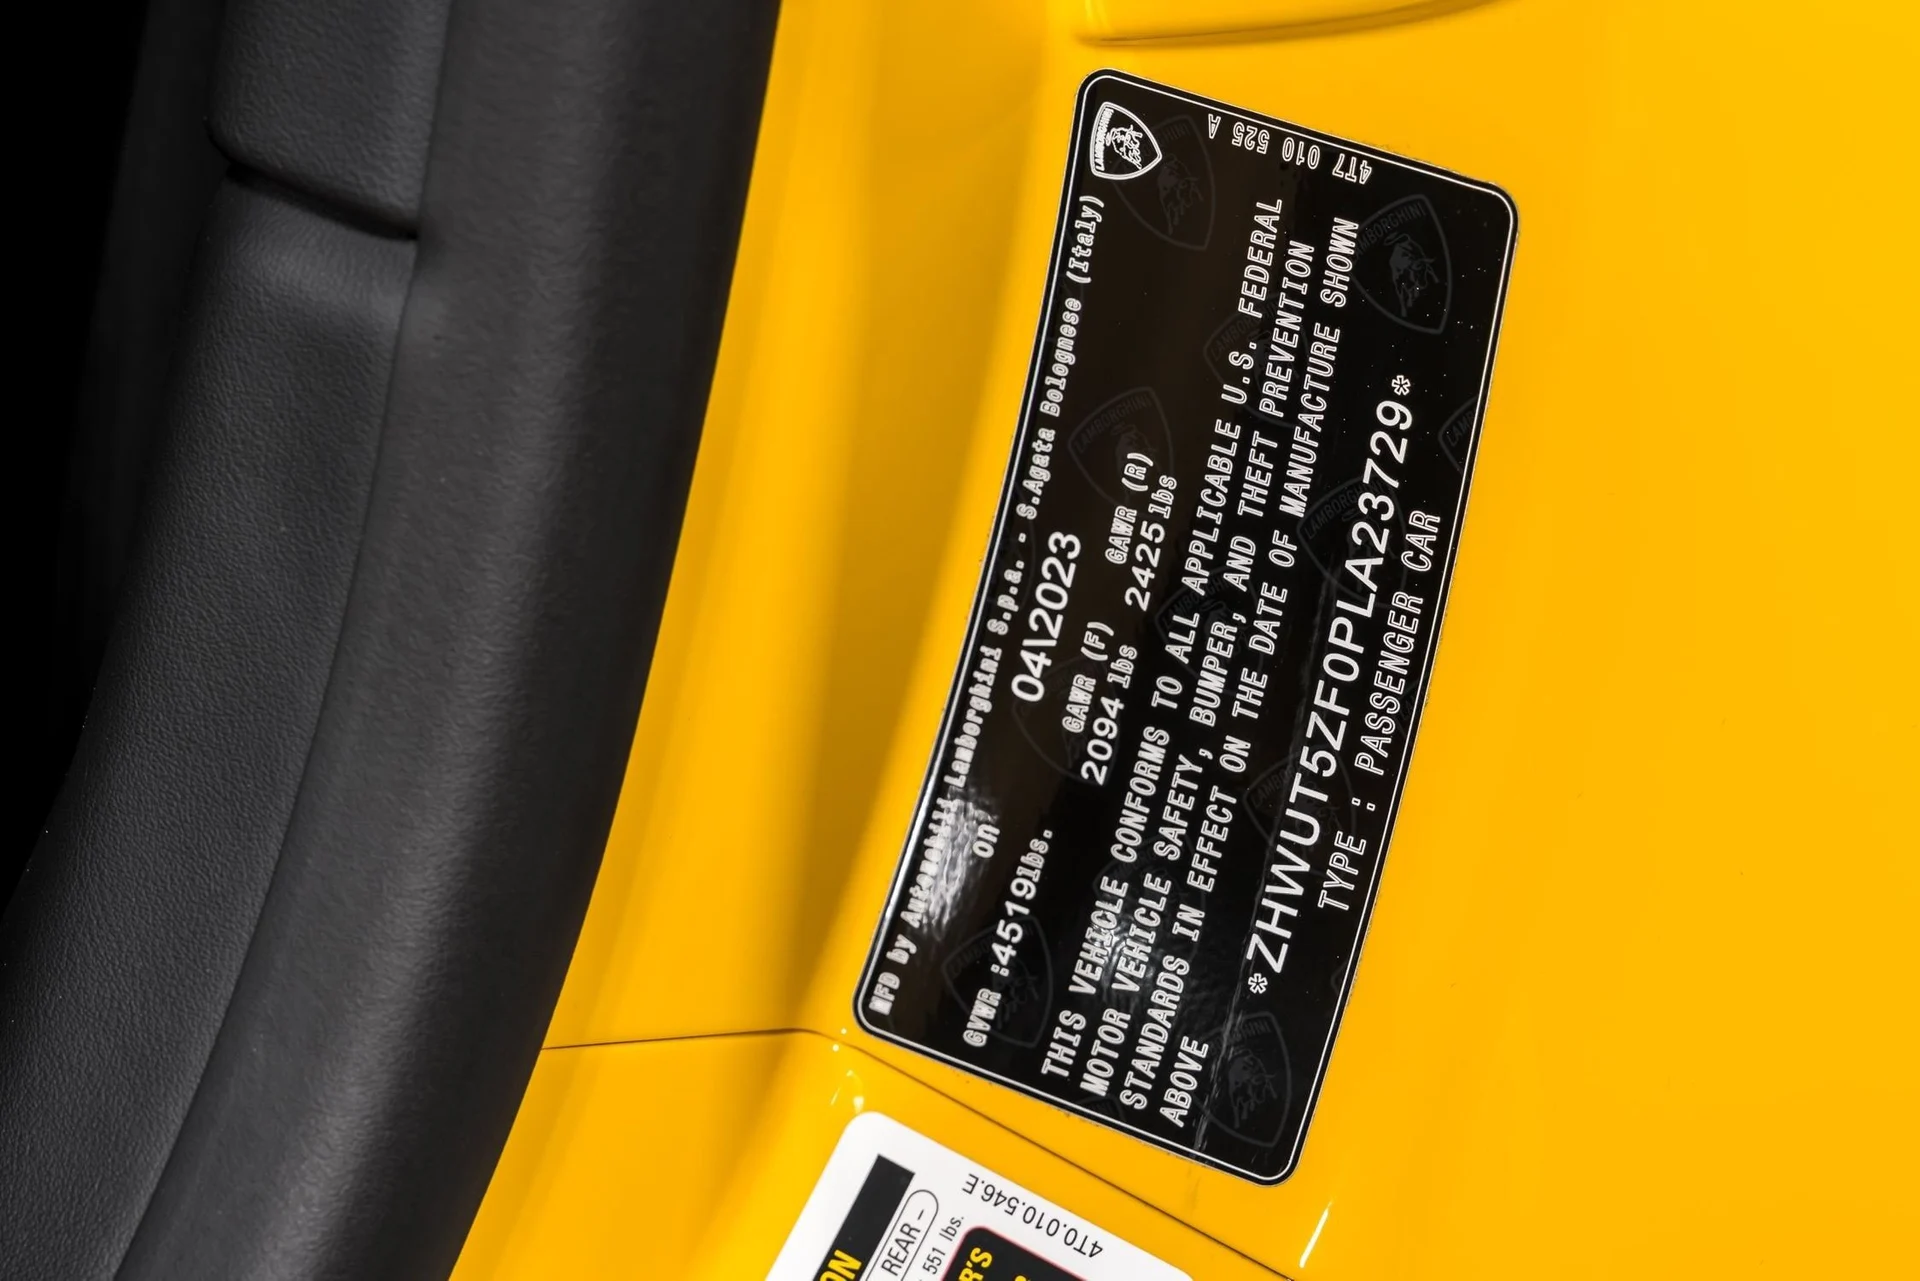 LAMBORGHINI
4T7 010 525 A
MFD by Automobili Lamborghini S.p.a. - S.Agata Bolognese (Italy)
on 04\2023
GVWR :4519lbs.
GAWR (F) GAWR (R)
2094 lbs 2425lbs
THIS VEHICLE CONFORMS TO ALL APPLICABLE U.S. FEDERAL
MOTOR VEHICLE SAFETY, BUMPER, AND THEFT PREVENTION
STANDARDS IN EFFECT ON THE DATE OF MANUFACTURE SHOWN
ABOVE
*ZHWUT5ZF0PLA23729*
TYPE : PASSENGER CAR
4T0.010.546.E
REAR -
551 lbs.